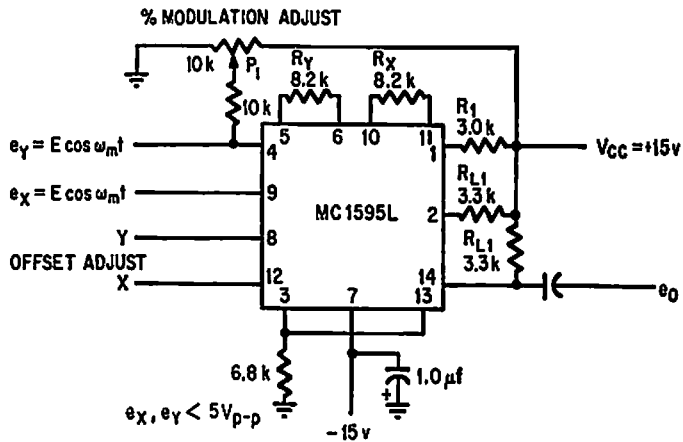 % MODULATION ADJUST
10k P1
10k
RY
8.2k
RX
8.2k
5 6 10 11
R1
3.0k
eY = E cos ωmt
4
1
VCC = +15v
eX = E cos ωmt
9
RL1
3.3k
MC1595L
2
Y
8
RL1
3.3k
OFFSET ADJUST
X
12
14
3 7 13
eo
6.8k
1.0μf
+
eX, eY < 5Vp-p
-15v